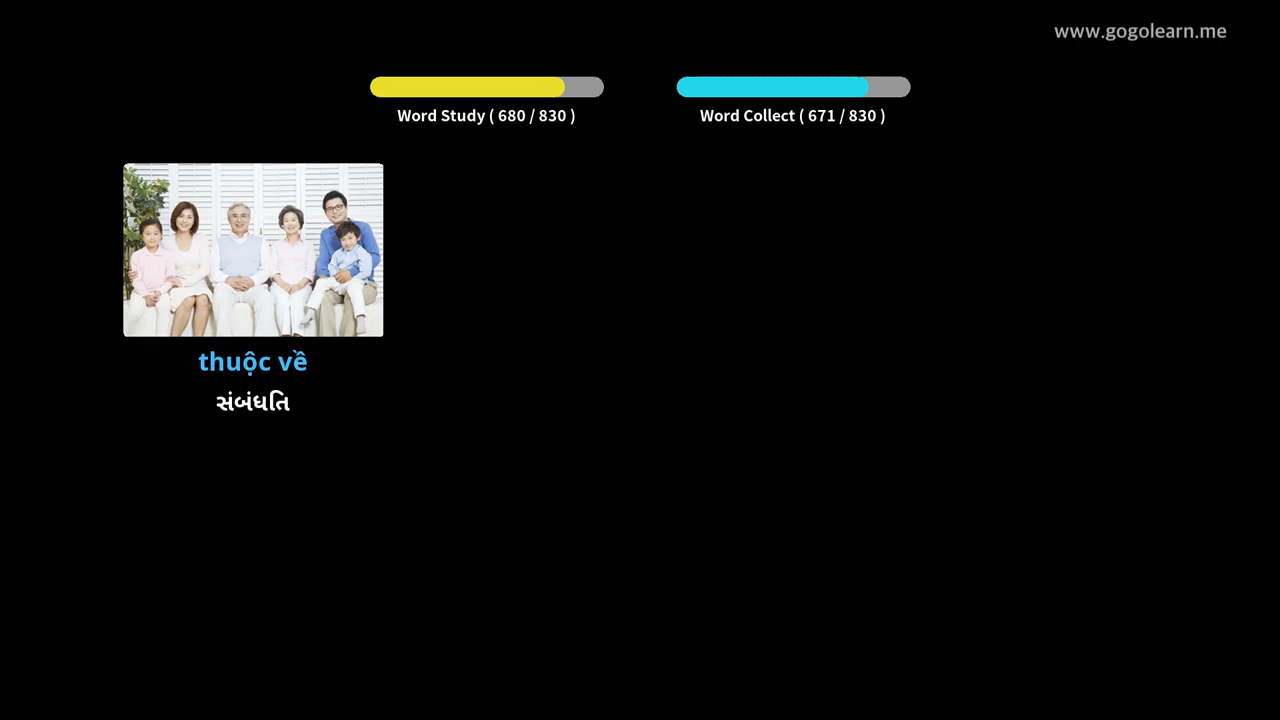 www.gogolearn.me
Word Study ( 680 / 830 )
Word Collect ( 671 / 830 )
thuộc về
સંબંધતિ